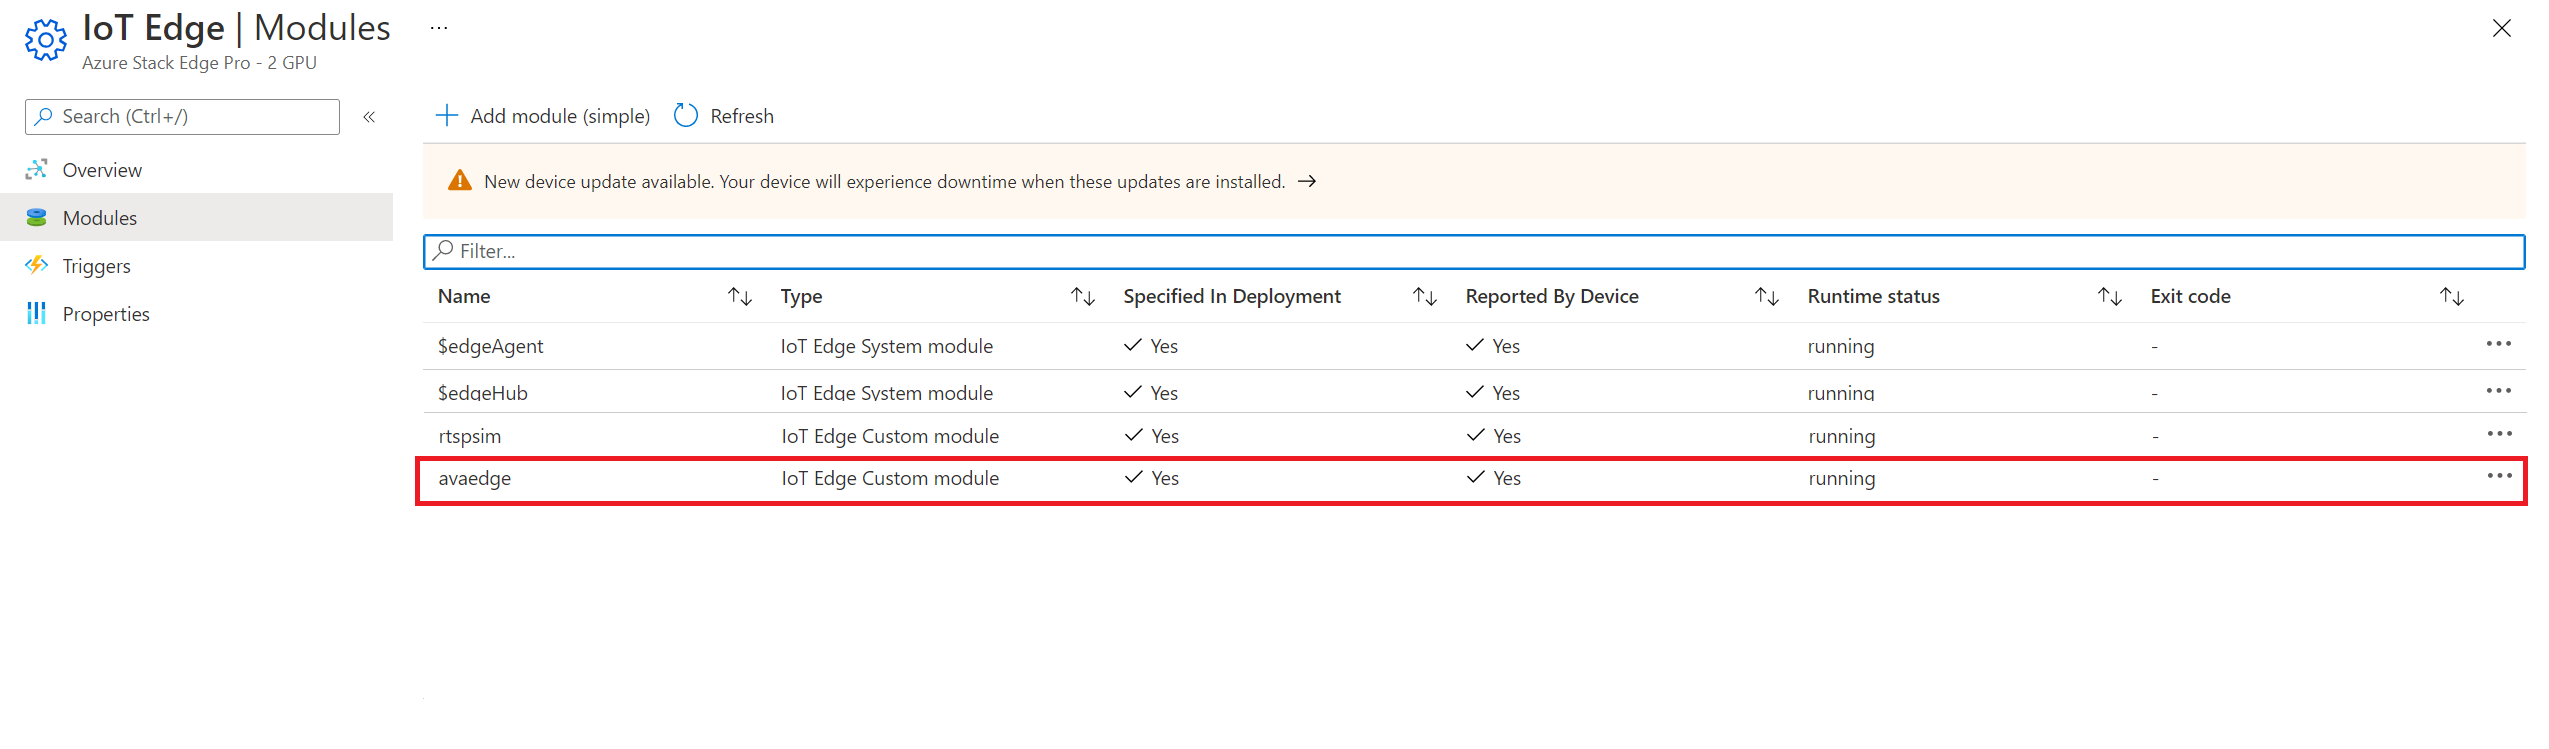 IoT Edge | Modules ...
Azure Stack Edge Pro - 2 GPU
Search (Ctrl+/) «
Overview
Modules
Triggers
Properties
Add module (simple) Refresh
New device update available. Your device will experience downtime when these updates are installed. →
Filter...
Name ↑↓ Type ↑↓ Specified In Deployment ↑↓ Reported By Device ↑↓ Runtime status ↑↓ Exit code ↑↓
$edgeAgent IoT Edge System module ✓ Yes ✓ Yes running - ...
$edgeHub IoT Edge System module ✓ Yes ✓ Yes running - ...
rtspsim IoT Edge Custom module ✓ Yes ✓ Yes running - ...
avaedge IoT Edge Custom module ✓ Yes ✓ Yes running - ...